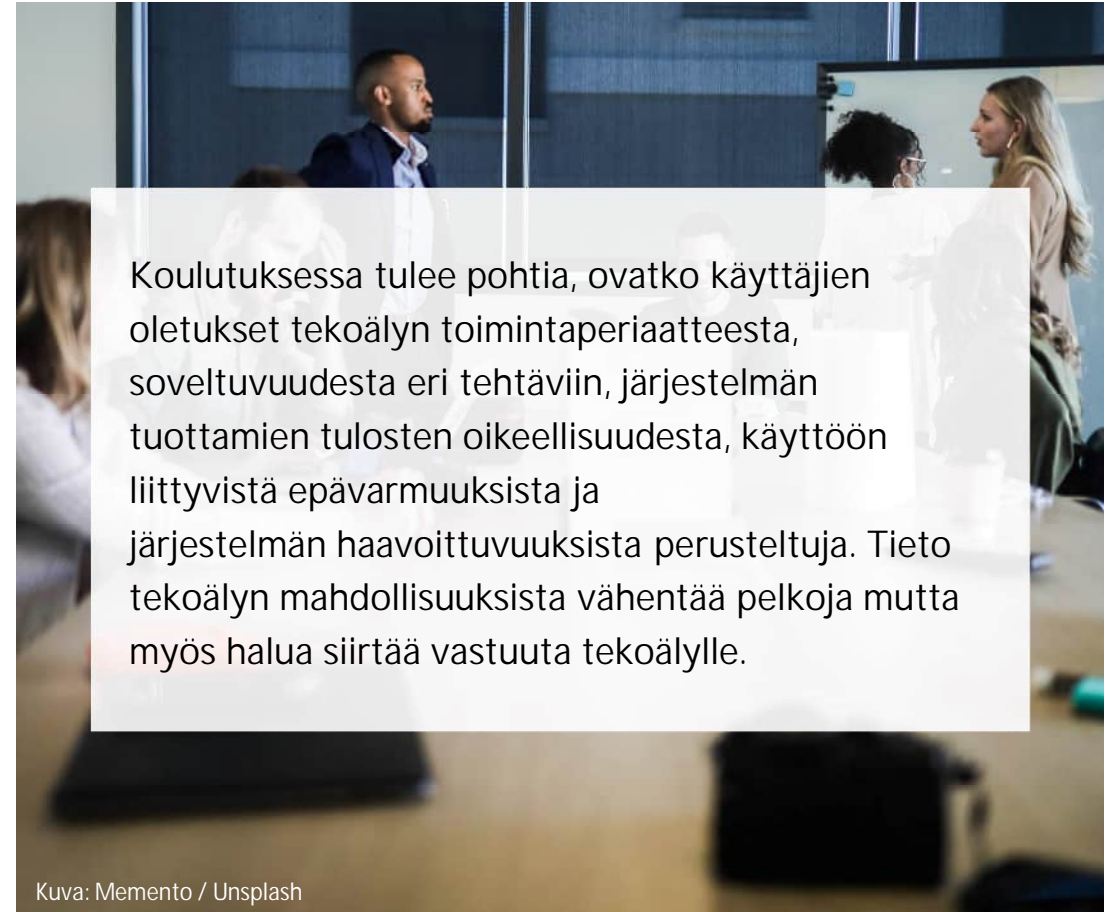 Koulutuksessa tulee pohtia, ovatko käyttäjien
oletukset tekoälyn toimintaperiaatteesta,
soveltuvuudesta eri tehtäviin, järjestelmän
tuottamien tulosten oikeellisuudesta, käyttöön
liittyvistä epävarmuuksista ja
järjestelmän haavoittuvuuksista perusteltuja. Tieto
tekoälyn mahdollisuuksista vähentää pelkoja mutta
myös halua siirtää vastuuta tekoälylle.
Kuva: Memento / Unsplash